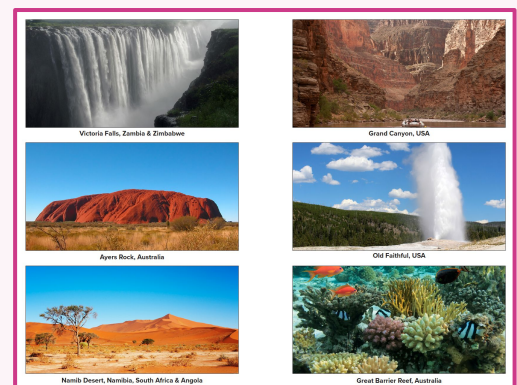 Victoria Falls, Zambia & Zimbabwe
Grand Canyon, USA
Ayers Rock, Australia
Old Faithful, USA
Namib Desert, Namibia, South Africa & Angola
Great Barrier Reef, Australia